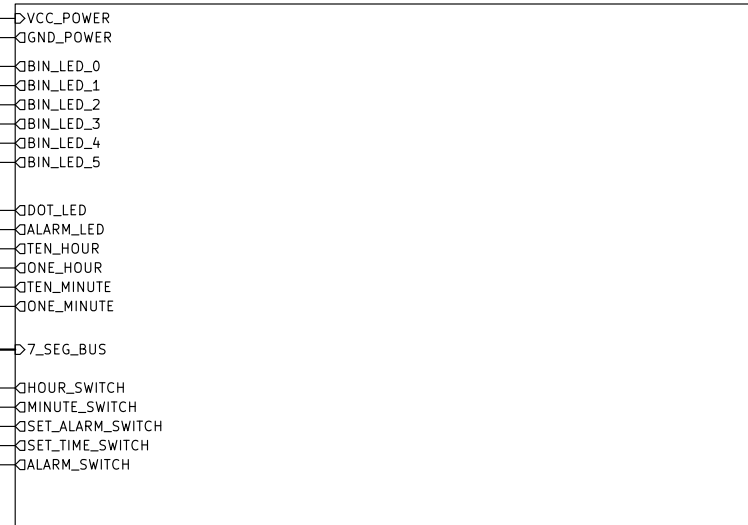 VCC_POWER
GND_POWER
BIN_LED_0
BIN_LED_1
BIN_LED_2
BIN_LED_3
BIN_LED_4
BIN_LED_5
DOT_LED
ALARM_LED
TEN_HOUR
ONE_HOUR
TEN_MINUTE
ONE_MINUTE
7_SEG_BUS
HOUR_SWITCH
MINUTE_SWITCH
SET_ALARM_SWITCH
SET_TIME_SWITCH
ALARM_SWITCH